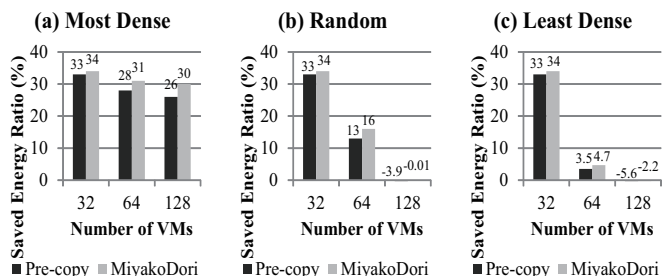 (a) Most Dense
Saved Energy Ratio (%)
40
30
20
10
0
33 34
28 31
26 30
32 64 128
Number of VMs
Pre-copy MiyakoDori
(b) Random
Saved Energy Ratio (%)
40
30
20
10
0
33 34
13 16
-3.9 -0.01
32 64 128
Number of VMs
Pre-copy MiyakoDori
(c) Least Dense
Saved Energy Ratio (%)
40
30
20
10
0
33 34
3.5 4.7
-5.6 -2.2
32 64 128
Number of VMs
Pre-copy MiyakoDori